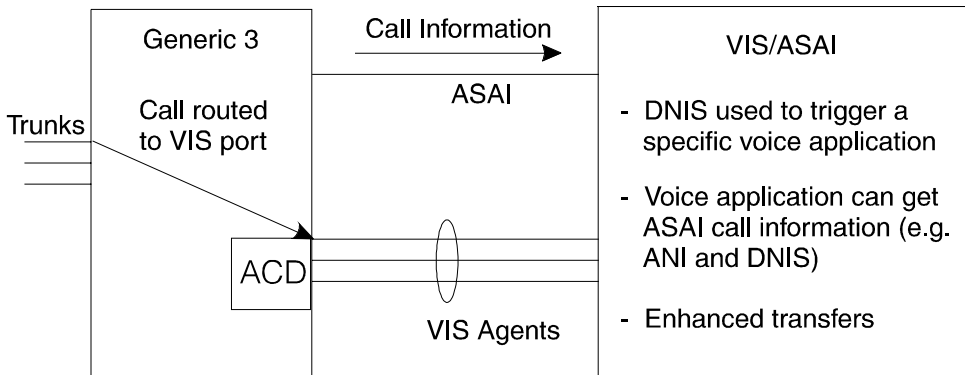 Generic 3
Call routed
to VIS port
Trunks
ACD
Call Information
ASAI
VIS Agents
VIS/ASAI
- DNIS used to trigger a
specific voice application
- Voice application can get
ASAI call information (e.g.
ANI and DNIS)
- Enhanced transfers